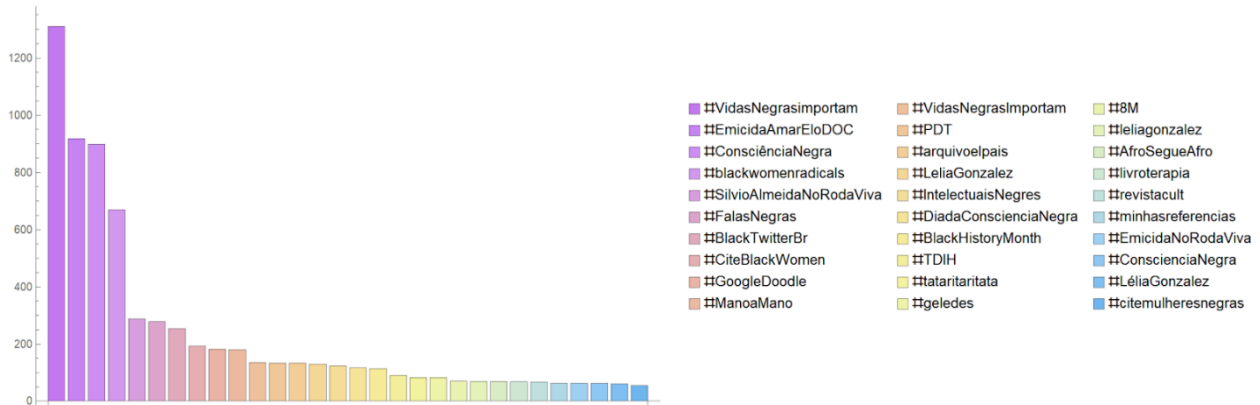 1200
1000
800
600
400
200
0
#VidasNegrasimportam
#EmicidaAmarEloDOC
#ConsciênciaNegra
#blackwomenradicals
#SilvioAlmeidaNoRodaViva
#FalasNegras
#BlackTwitterBr
#CiteBlackWomen
#GoogleDoodle
#ManoaMano
#VidasNegrasImportam
#PDT
#arquivoelpais
#LeliaGonzalez
#IntelectuaisNegres
#DiadaConscienciaNegra
#BlackHistoryMonth
#TDIH
#tataritaritata
#geledes
#8M
#leliagonzalez
#AfroSegueAfro
#livroterapia
#revistacult
#minhasreferencias
#EmicidaNoRodaViva
#ConscienciaNegra
#LéliaGonzalez
#citemulheresnegras